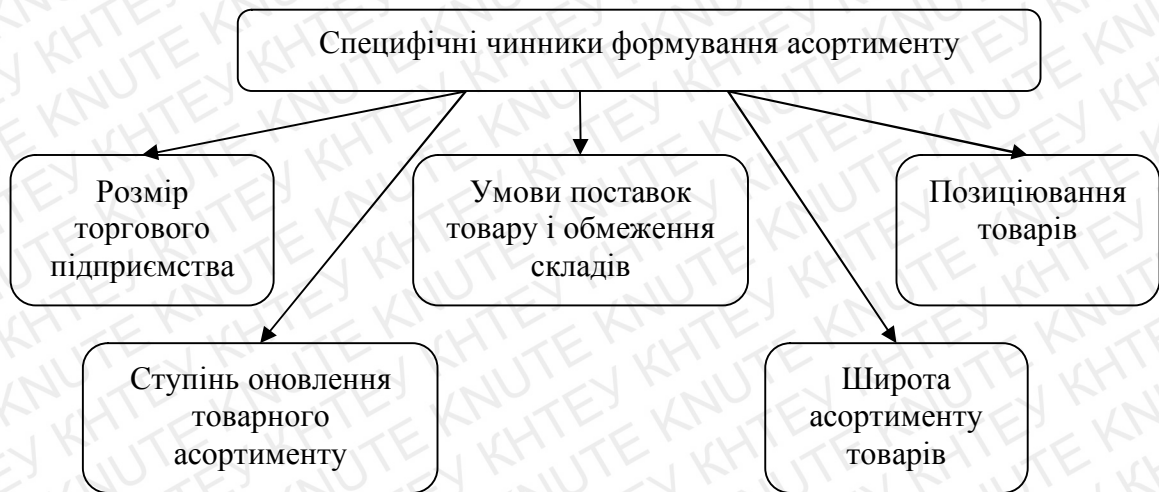 Специфічні чинники формування асортименту
Розмір
торгового
підприємства
Умови поставок
товару і обмеження
складів
Позиціювання
товарів
Ступінь оновлення
товарного
асортименту
Широта
асортименту
товарів